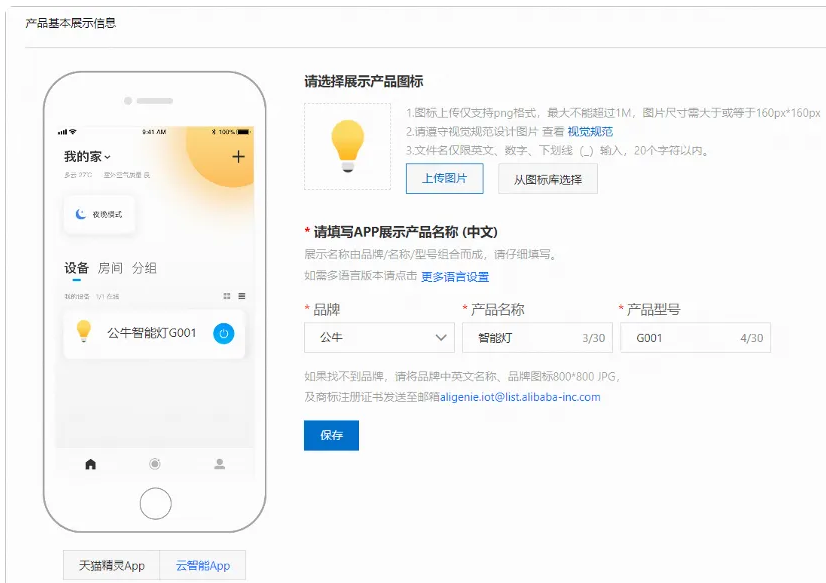 产品基本展示信息
9:41 AM
100%
我的家
多云 27℃ 室外空气质量 良
夜晚模式
设备 房间 分组
我的设备 1/1 在线
公牛智能灯G001
天猫精灵App
云智能App
请选择展示产品图标
1.图标上传仅支持png格式，最大不能超过1M，图片尺寸需大于或等于160px*160px
2.请遵守视觉规范设计图片 查看 视觉规范
3.文件名仅限英文、数字、下划线（_）输入，20个字符以内。
上传图片
从图标库选择
* 请填写APP展示产品名称 (中文)
展示名称由品牌/名称/型号组合而成，请仔细填写。
如需多语言版本请点击 更多语言设置
* 品牌
* 产品名称
* 产品型号
公牛
智能灯 3/30
G001 4/30
如果找不到品牌，请将品牌中英文名称、品牌图标800*800 JPG，
及商标注册证书发送至邮箱aligenie.iot@list.alibaba-inc.com
保存